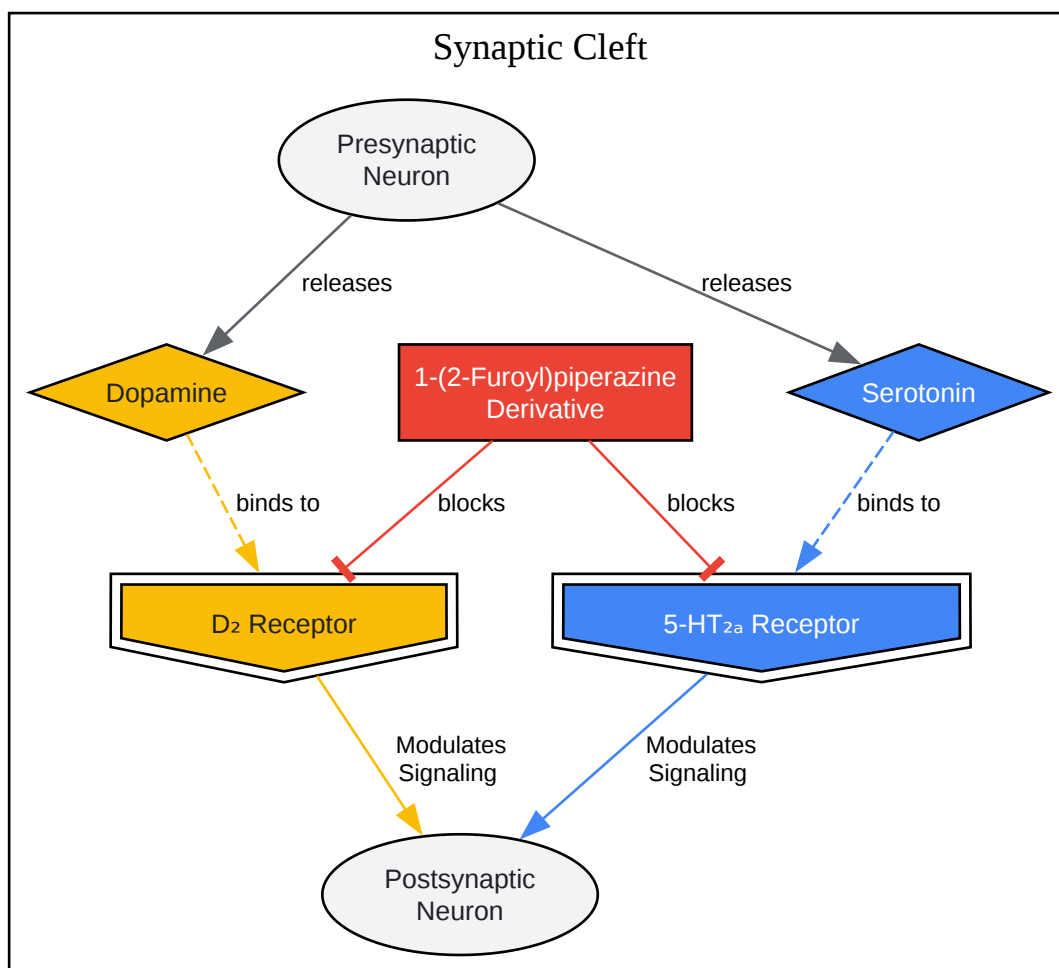 Synaptic Cleft
Presynaptic
Neuron
releases
releases
Dopamine
1-(2-Furoyl)piperazine
Derivative
Serotonin
binds to
blocks
blocks
binds to
D₂ Receptor
5-HT₂ₐ Receptor
Modulates
Signaling
Modulates
Signaling
Postsynaptic
Neuron